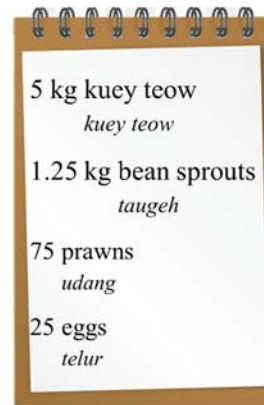 5 kg kuey teow
kuey teow
1.25 kg bean sprouts
taugeh
75 prawns
udang
25 eggs
telur